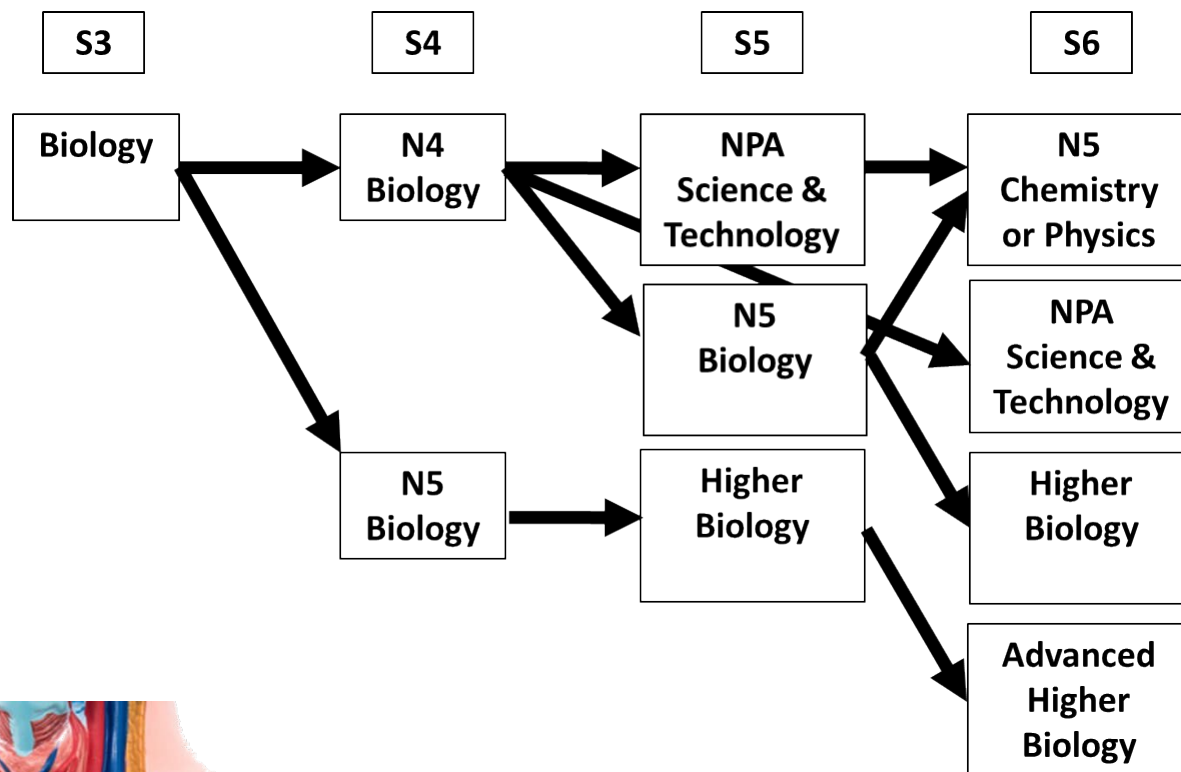 S3
S4
S5
S6
Biology
N4
Biology
NPA
Science &
Technology
N5
Chemistry
or Physics
N5
Biology
NPA
Science &
Technology
N5
Biology
Higher
Biology
Higher
Biology
Advanced
Higher
Biology